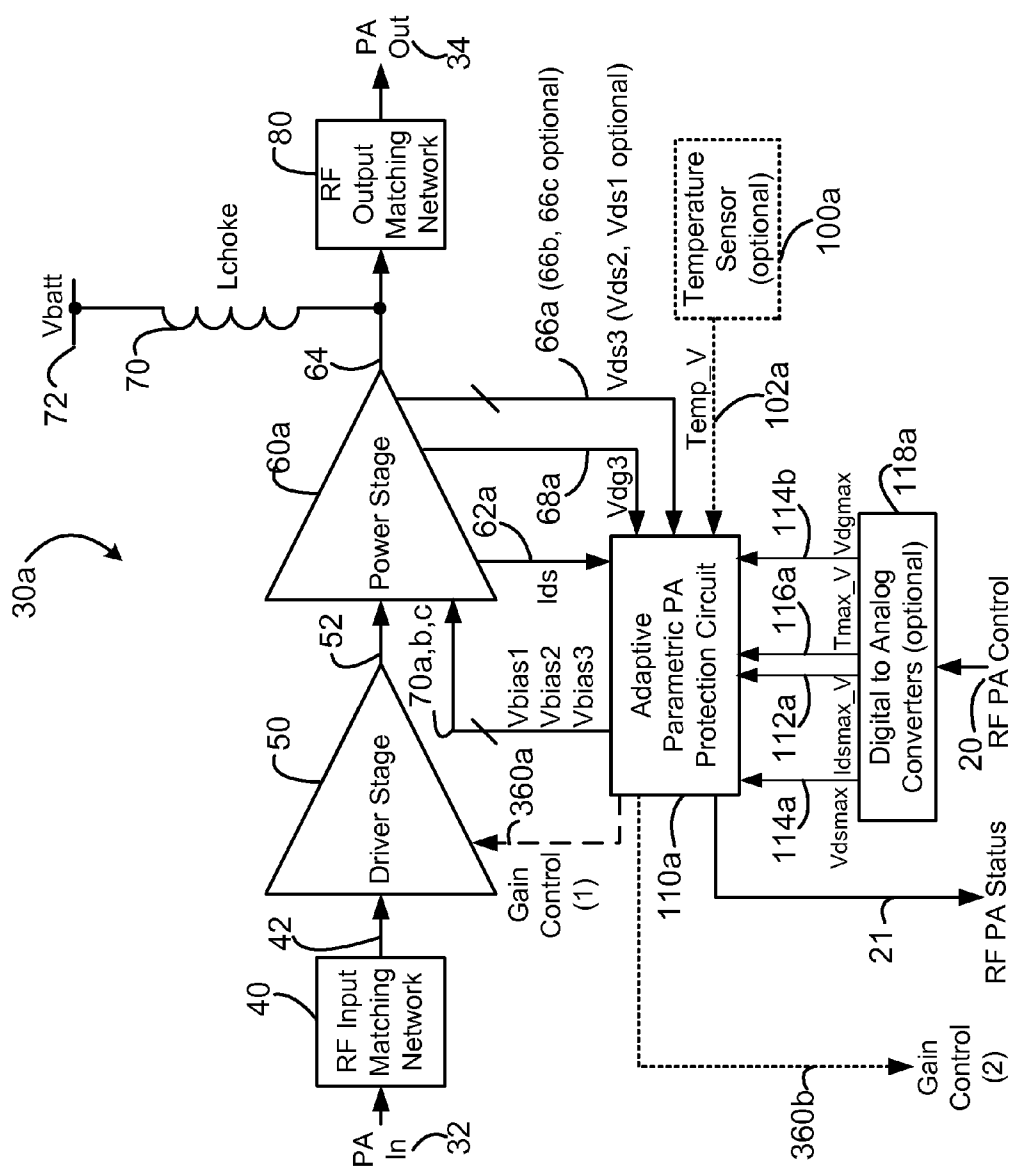 30a
72
Vbatt
70
Lchoke
PA
In
32
40
RF Input
Matching
Network
42
50
Driver Stage
52
60a
Power Stage
64
80
RF
Output
Matching
Network
PA
Out
34
360a
Gain
Control
(1)
70a,b,c
Vbias1
Vbias2
Vbias3
62a
Ids
68a
Vdg3
66a (66b, 66c optional)
Vds3 (Vds2, Vds1 optional)
Temp_V
102a
Temperature
Sensor
(optional)
100a
Adaptive
Parametric PA
Protection Circuit
110a
114a
Vdsmax
112a
Idsmax_V
116a
Tmax_V
114b
Vdgmax
118a
Digital to Analog
Converters (optional)
20
RF PA Control
21
RF PA Status
360b
Gain
Control
(2)